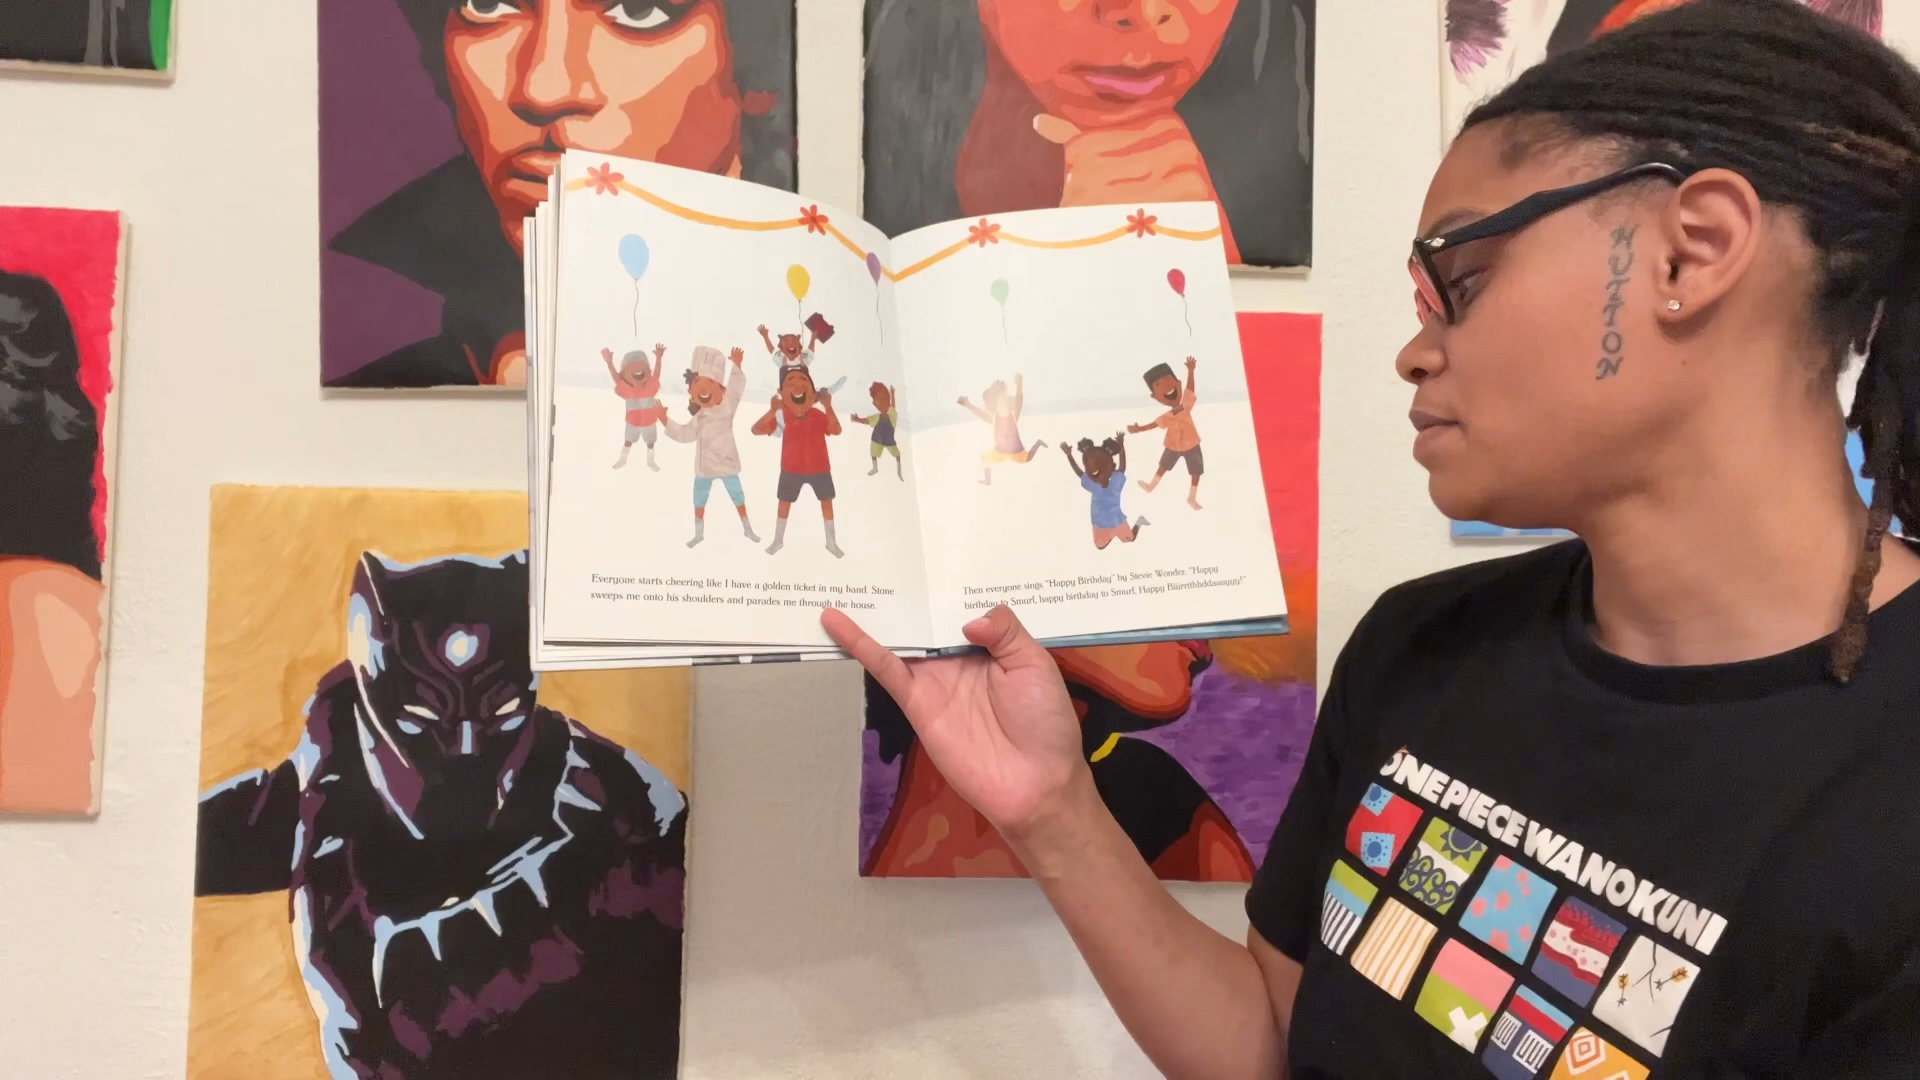 Everyone starts cheering like I have a golden ticket in my hand. Stone
sweeps me onto his shoulders and parades me through the house.
Then everyone sings "Happy Birthday" by Stevie Wonder. "Happy
birthday to Smurf, happy birthday to Smurf, Happy Biiirrtthhddaaayyy!"
NUTTON
ONE PIECE WANOKUNI